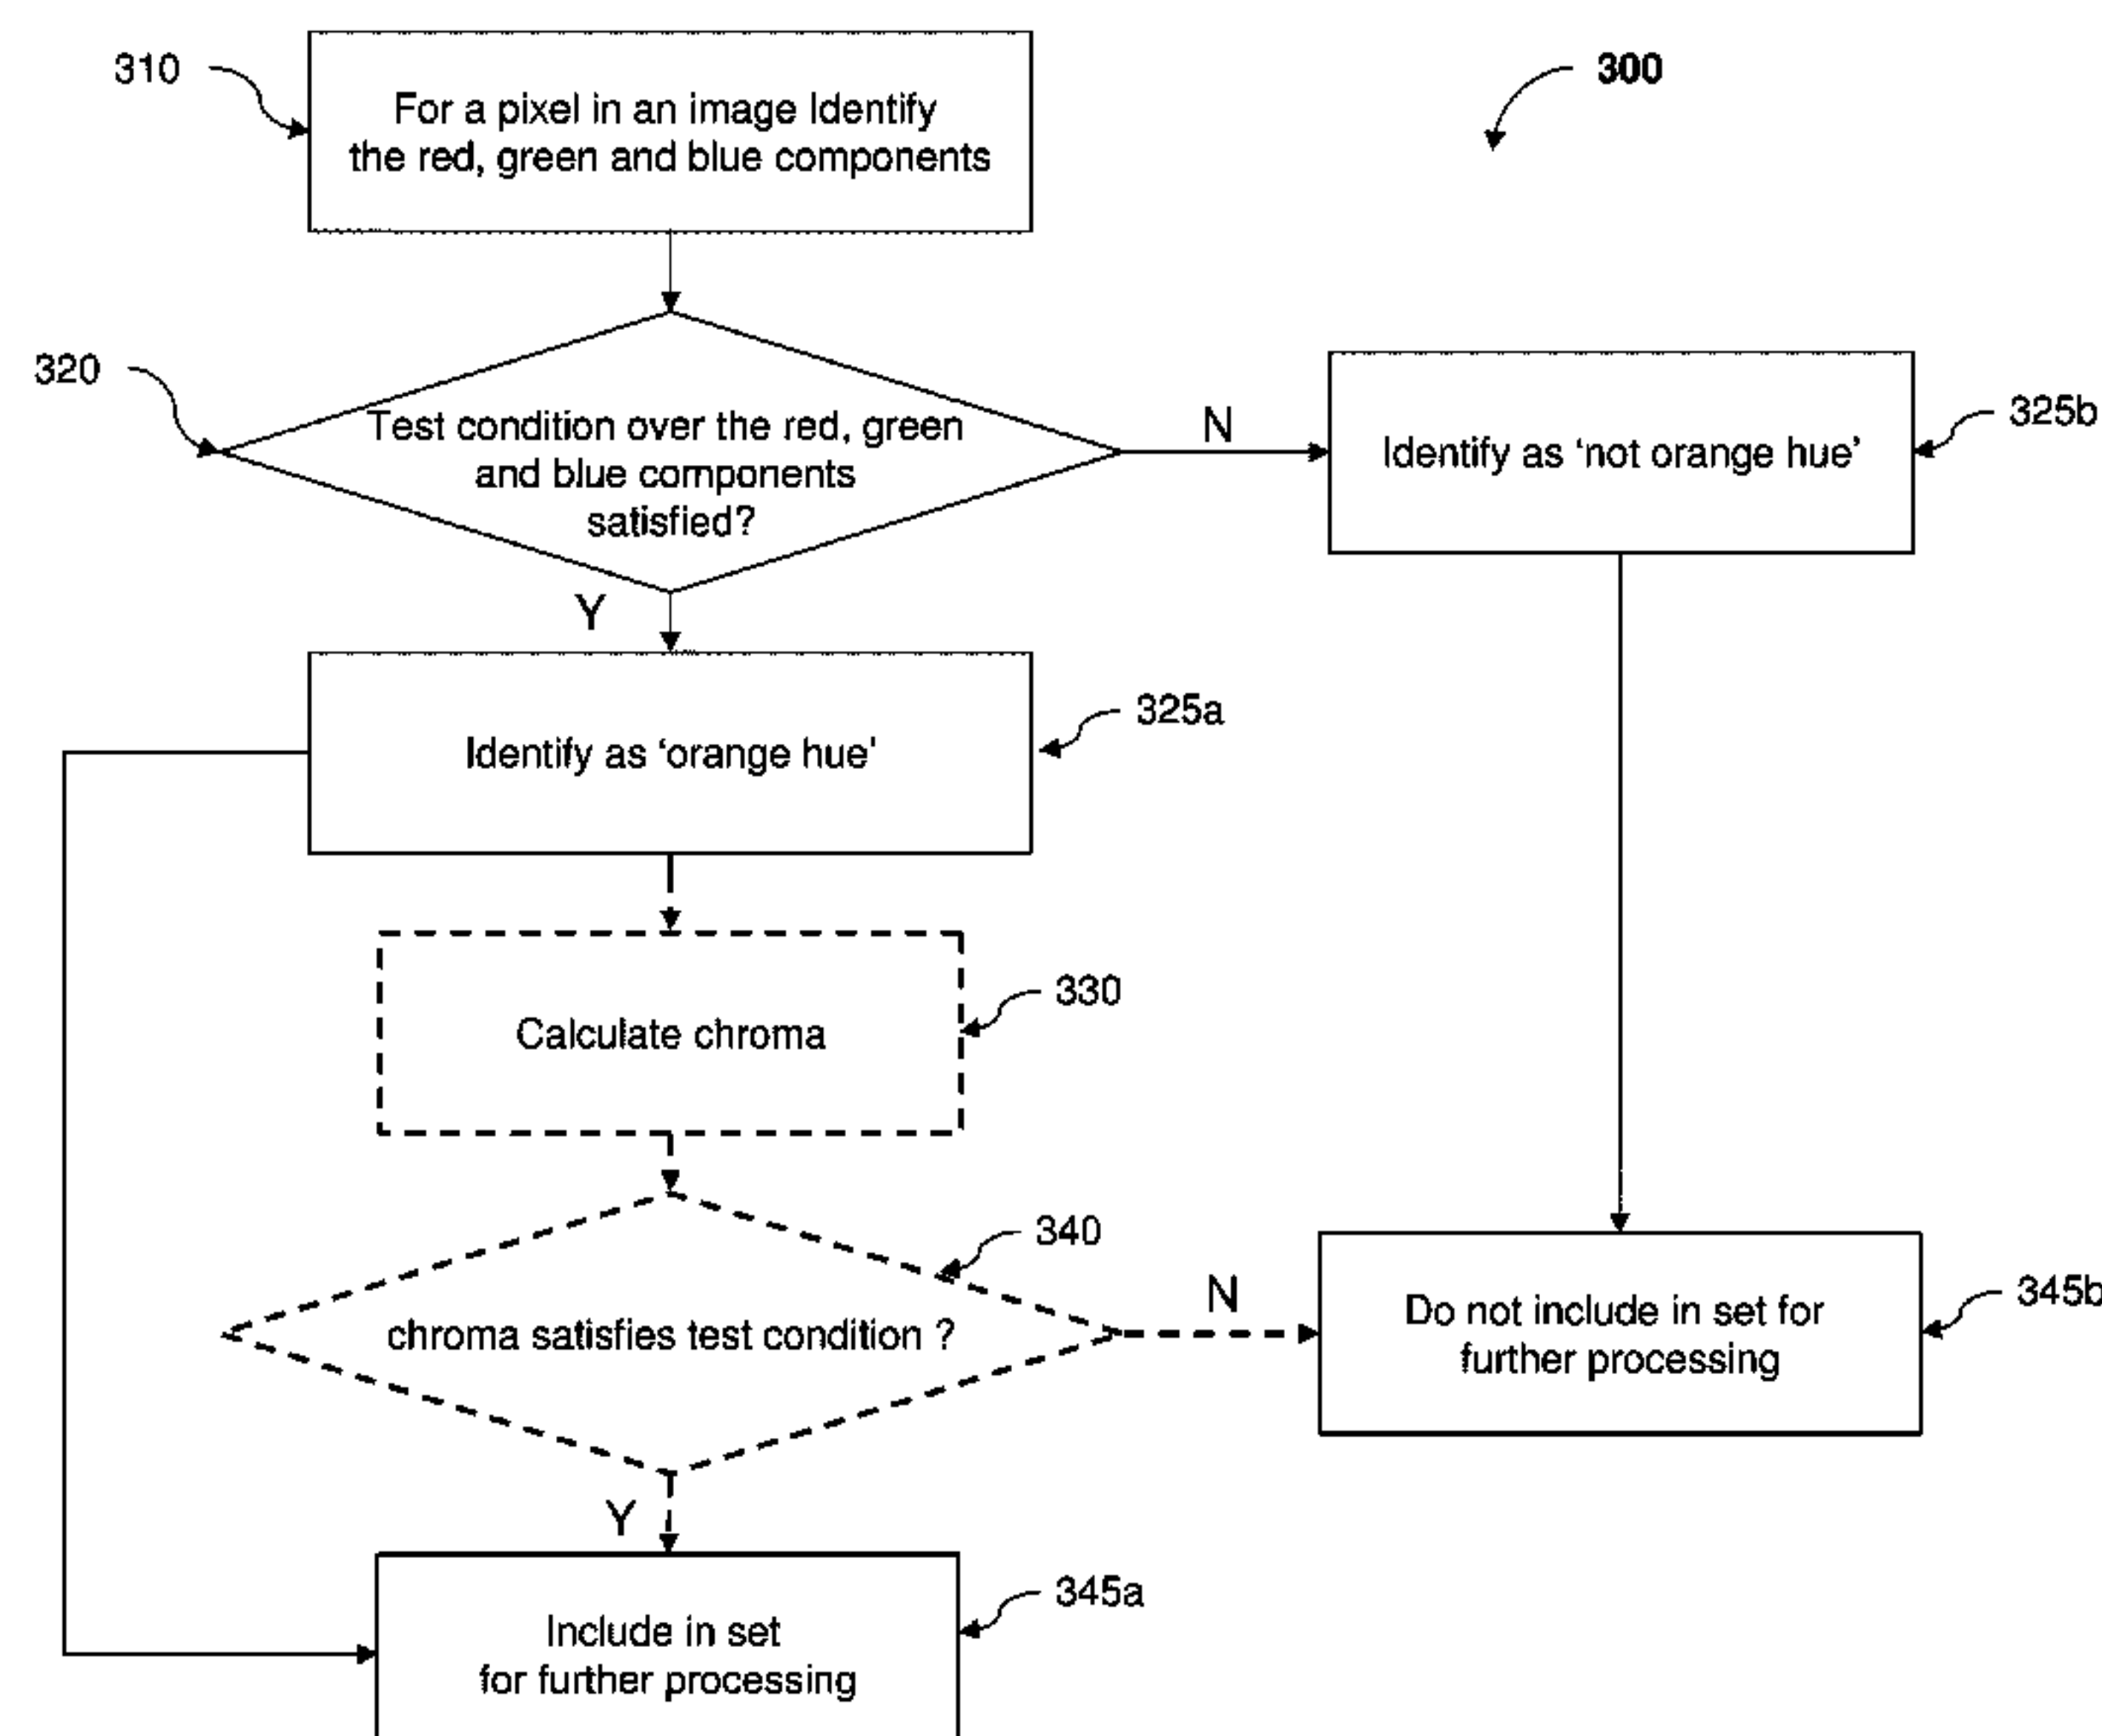 310
For a pixel in an image Identify
the red, green and blue components
300
320
Test condition over the red, green
and blue components
satisfied?
N
Identify as ‘not orange hue’
325b
Y
Identify as ‘orange hue’
325a
Calculate chroma
330
340
chroma satisfies test condition ?
N
Do not include in set for
further processing
345b
Y
Include in set
for further processing
345a